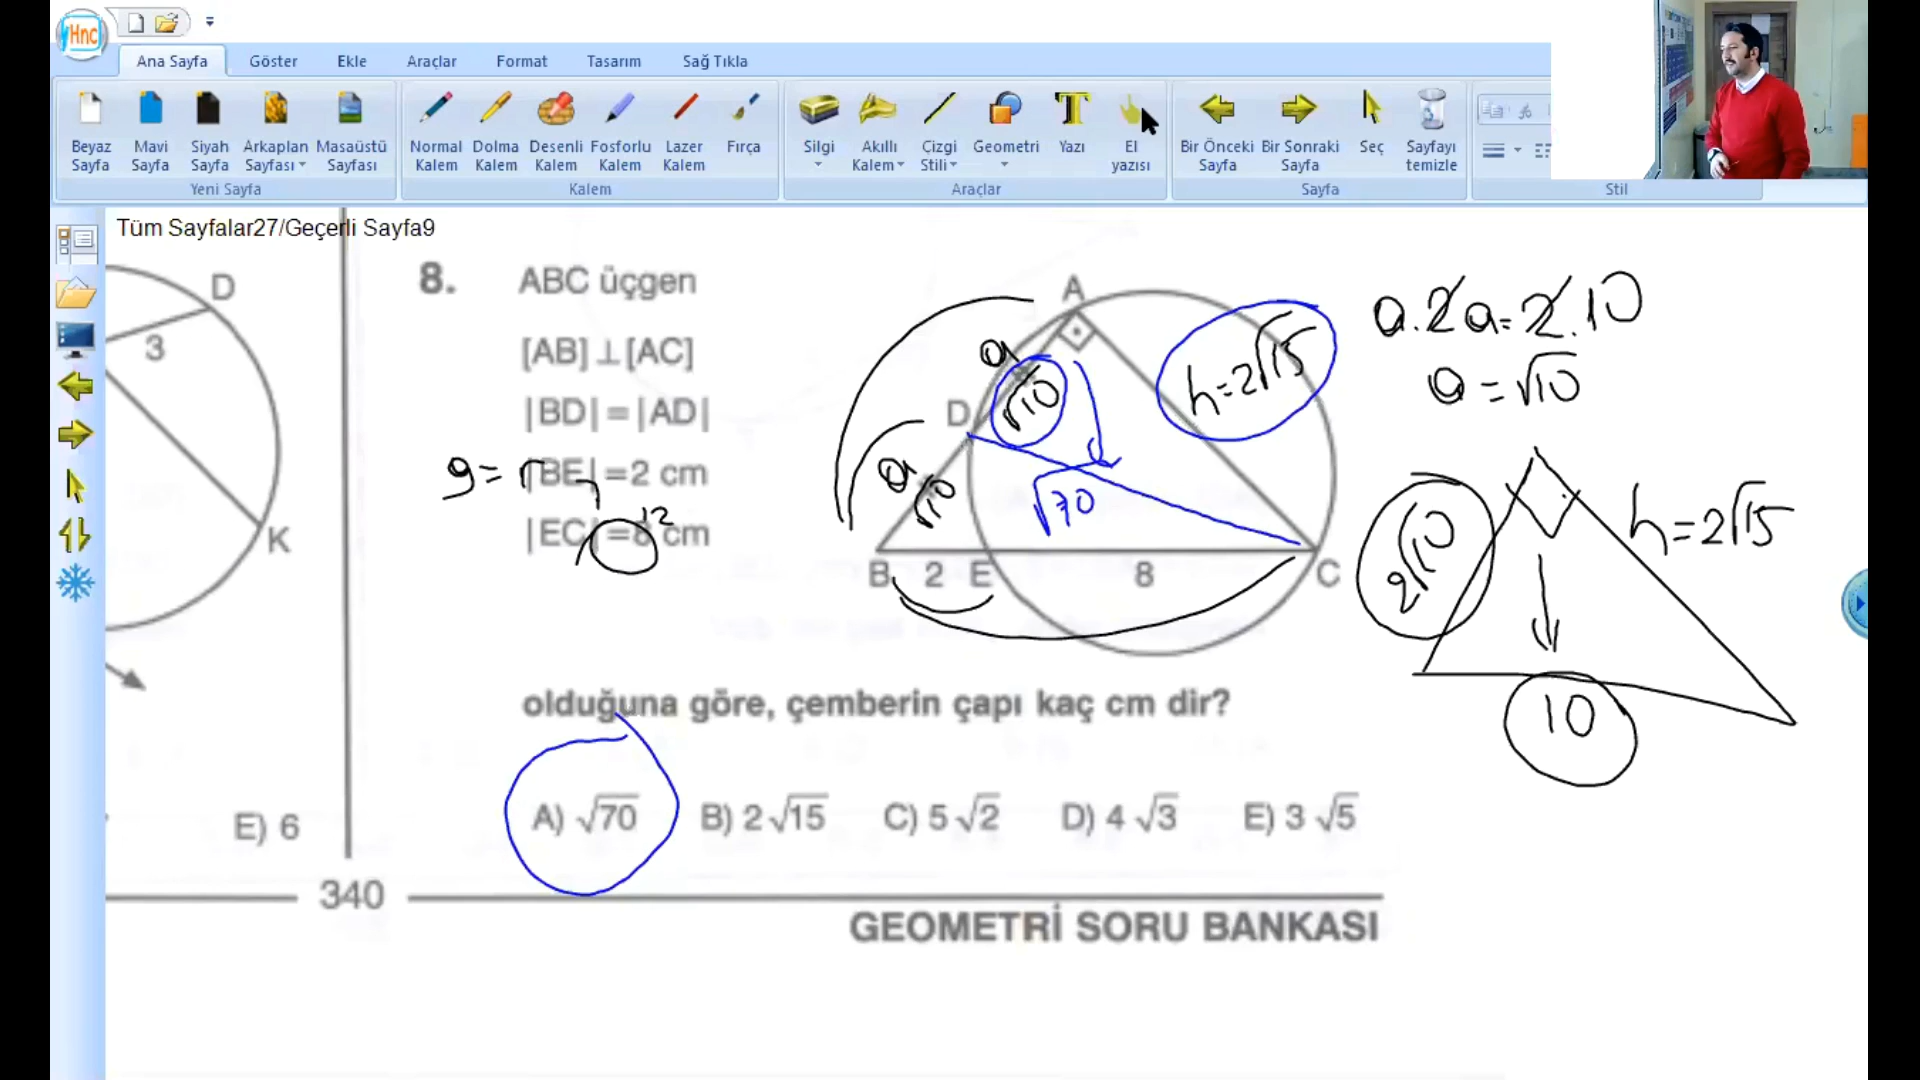 Hnc
Ana Sayfa Göster Ekle Araçlar Format Tasarım Sağ Tıkla
Beyaz Sayfa Mavi Sayfa Siyah Sayfa Arkaplan Sayfası Masaüstü Sayfası
Normal Kalem Dolma Kalem Desenli Kalem Fosforlu Kalem Lazer Kalem Fırça
Silgi Akıllı Kalem Çizgi Stili Geometri Yazı El yazısı
Bir Önceki Sayfa Bir Sonraki Sayfa Seç Sayfayı temizle
Yeni Sayfa Kalem Araçlar Sayfa Stil
Tüm Sayfalar27/Geçerli Sayfa9
D
3
K
E) 6
8. ABC üçgen
[AB] ⊥ [AC]
|BD| = |AD|
|BE| = 2 cm
|EC| = 8 cm
9 =
12
A
D
B 2 E 8 C
a
√10
a
√10
h = 2√15
√70
a.2a = 2.10
a = √10
2√10
h = 2√15
10
olduğuna göre, çemberin çapı kaç cm dir?
A) √70 B) 2√15 C) 5√2 D) 4√3 E) 3√5
340
GEOMETRİ SORU BANKASI